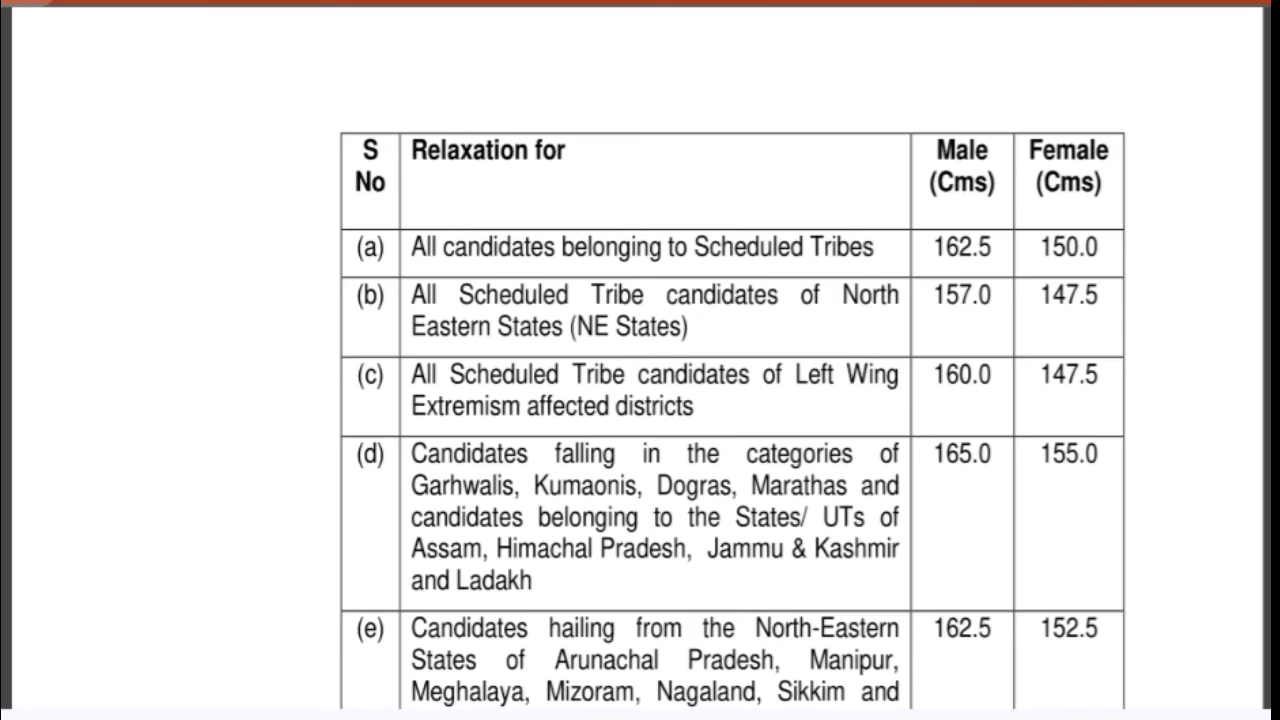 S No Relaxation for Male (Cms) Female (Cms)
(a) All candidates belonging to Scheduled Tribes 162.5 150.0
(b) All Scheduled Tribe candidates of North 157.0 147.5
Eastern States (NE States)
(c) All Scheduled Tribe candidates of Left Wing 160.0 147.5
Extremism affected districts
(d) Candidates falling in the categories of 165.0 155.0
Garhwalis, Kumaonis, Dogras, Marathas and
candidates belonging to the States/ UTs of
Assam, Himachal Pradesh, Jammu & Kashmir
and Ladakh
(e) Candidates hailing from the North-Eastern 162.5 152.5
States of Arunachal Pradesh, Manipur,
Meghalaya, Mizoram, Nagaland, Sikkim and